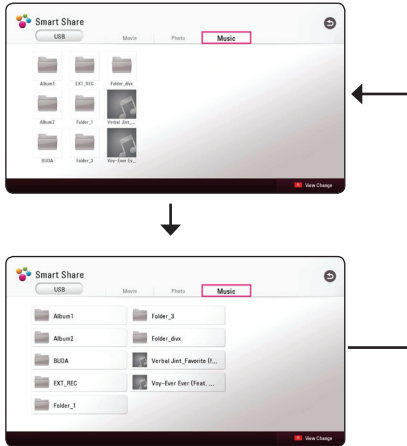 Smart Share
USB Movie Photo Music
Album1 EXT_REC Folder_divx
Album2 Folder_1 Verbal Jint_...
BUDA Folder_3 Voy-Ever Ev...
View Change
Smart Share
USB Movie Photo Music
Album1 Folder_3
Album2 Folder_divx
BUDA Verbal Jint_Favorite (f...
EXT_REC Voy-Ever Ever (Feat, ...
Folder_1
View Change